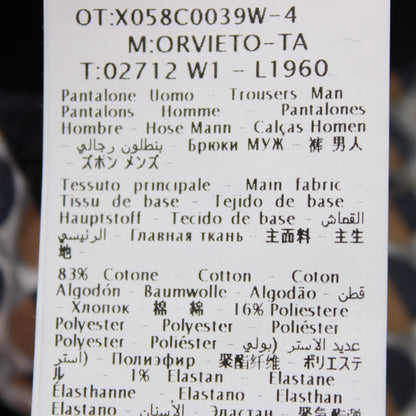 OT:X058C0039W-4
M:ORVIETO-TA
T:02712 W1 - L1960
Pantalone Uomo - Trousers Man -
Pantalons Homme - Pantalones
Hombre - Hose Mann - Calças Homen
- بنطلون رجالي - Брюки МУЖ - 裤 男人
- ズボン メンズ -
Tessuto principale - Main fabric -
Tissu de base - Tejido de base -
Hauptstoff - Tecido de base - القماش
الرئيسي - Главная ткань - 主面料 - 主生
地 -
83% Cotone - Cotton - Coton
Algodón - Baumwolle - Algodão - قطن
- Хлопок 棉 - 綿 - 16% Poliestere
Polyester - Polyester - Poliéster
Polyester Poliéster - عديد الاستر (بولي
استر) - Полиэфир - 聚酯纤维 - ポリエステ
ル - 1% Elastan - Elastane
Élasthanne - Elastano - Elasthan
Elastano - الاستان - Эластан - 聚氨